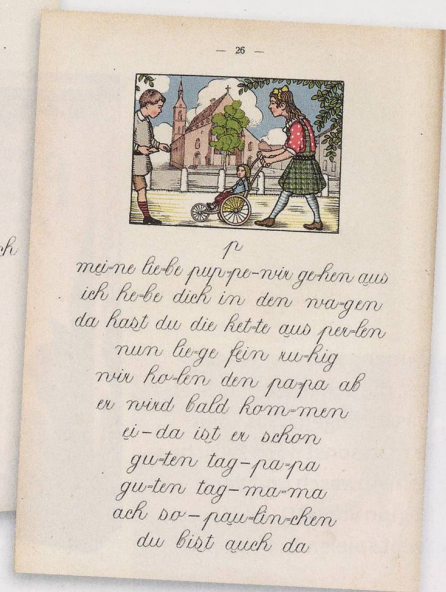 — 26 —
p
mei-ne lie-be pup-pe-wir ge-hen aus
ich he-be dich in den wa-gen
da hast du die ket-te aus per-len
nun lie-ge fein ru-hig
wir ho-len den pa-pa ab
er wird bald kom-men
ei-da ist er schon
gu-ten tag-pa-pa
gu-ten tag-ma-ma
ach so-pau-lin-chen
du bist auch da